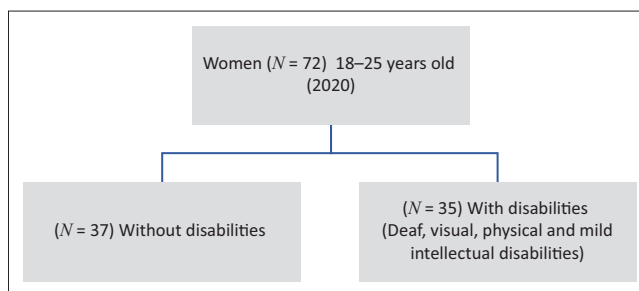 Women (N = 72) 18–25 years old
(2020)
(N = 37) Without disabilities
(N = 35) With disabilities
(Deaf, visual, physical and mild
intellectual disabilities)